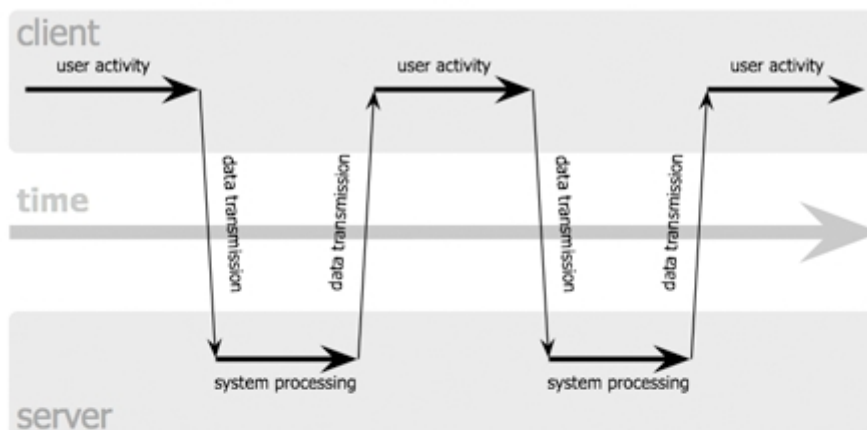 client
user activity
user activity
user activity
data transmission
data transmission
data transmission
data transmission
time
system processing
system processing
server